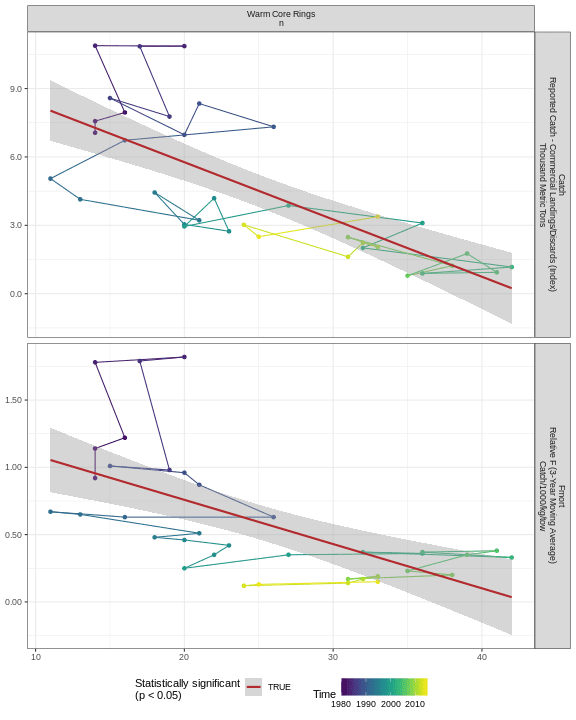 Warm Core Rings
n
9.0
6.0
3.0
0.0
Catch
Reported Catch - Commercial Landings/Discards (Index)
Thousand Metric Tons
1.50
1.00
0.50
0.00
Fmort
Relative F (3-Year Moving Average)
Catch/1000/kg/tow
10 20 30 40
Statistically significant
(p < 0.05)
TRUE
Time
1980 1990 2000 2010